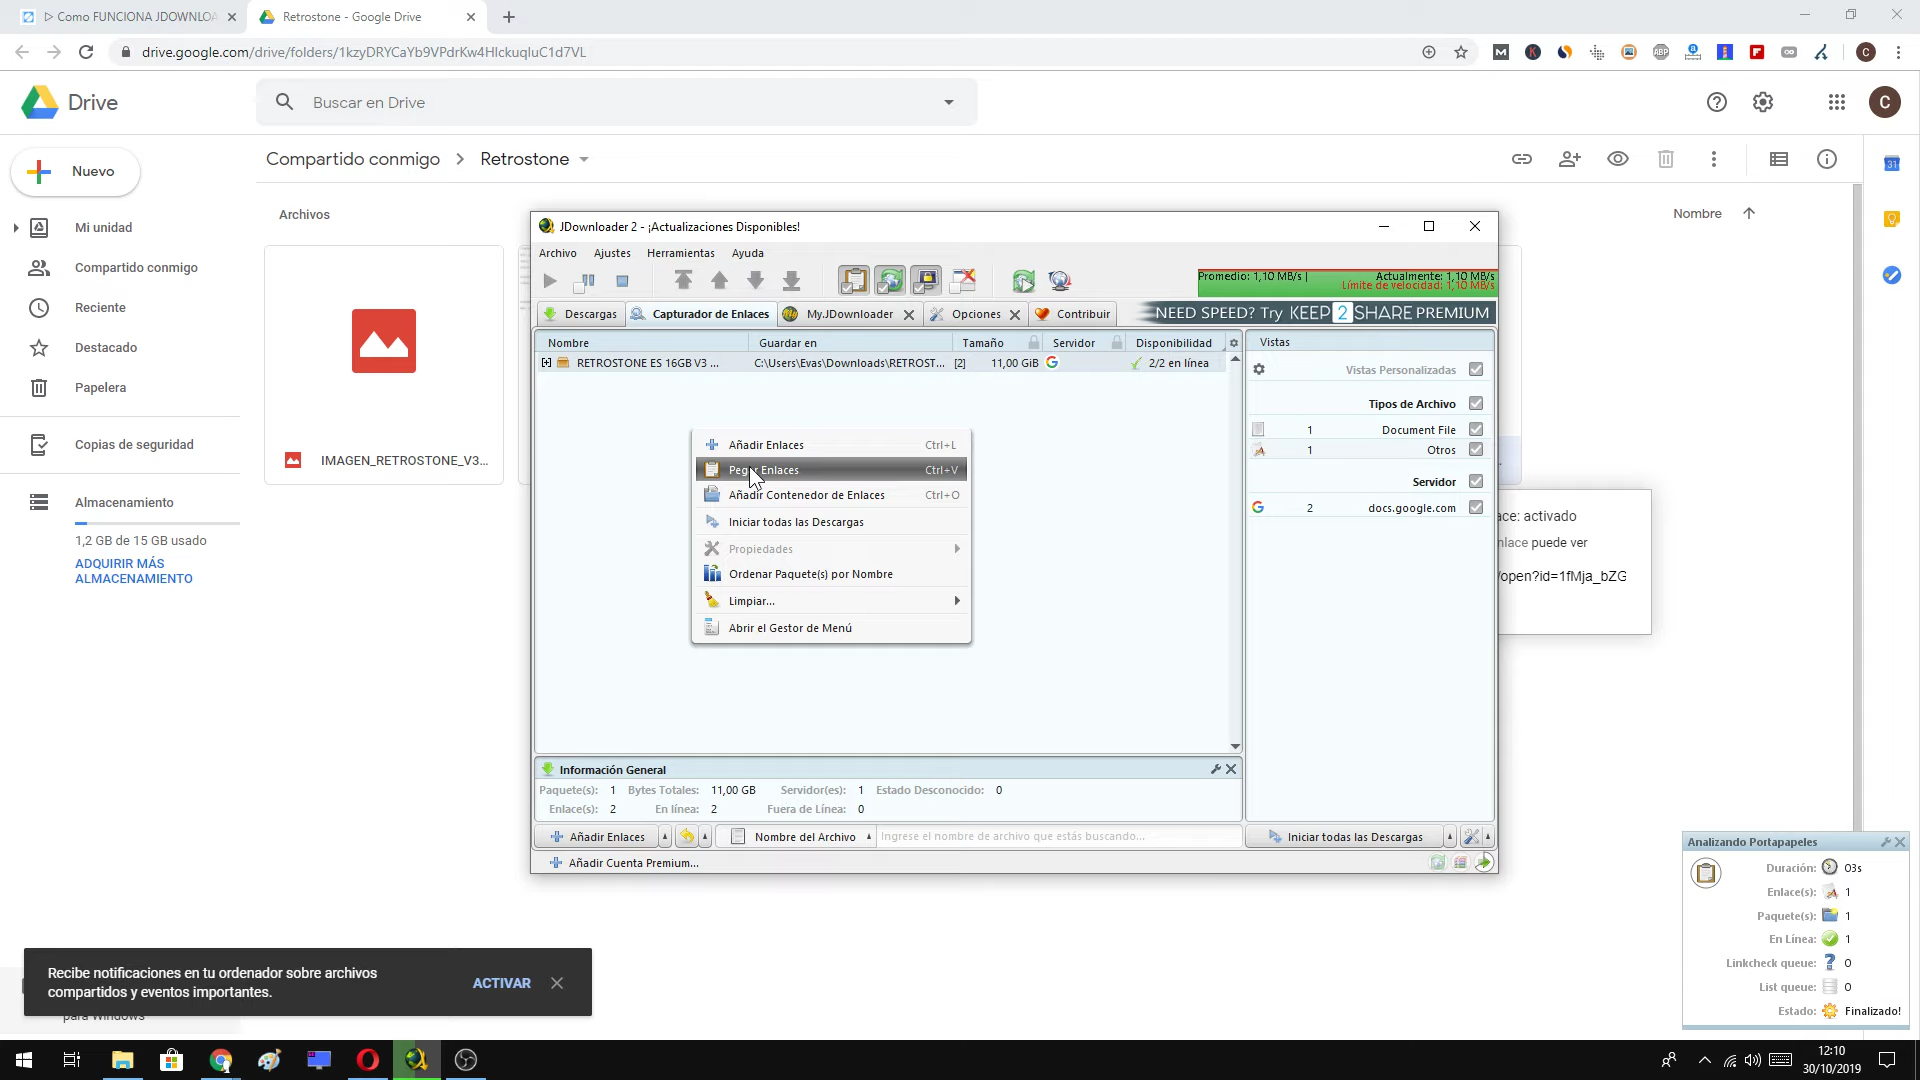 Como FUNCIONA JDOWNLOA
Retrostone - Google Drive
drive.google.com/drive/folders/1kzyDRYCaYb9VPdrKw4HIckuqIuC1d7VL
Drive
Buscar en Drive
C
Nuevo
Compartido conmigo > Retrostone
Mi unidad
Compartido conmigo
Reciente
Destacado
Papelera
Copias de seguridad
Almacenamiento
1,2 GB de 15 GB usado
ADQUIRIR MÁS
ALMACENAMIENTO
Archivos
Nombre
IMAGEN_RETROSTONE_V3...
JDownloader 2 - ¡Actualizaciones Disponibles!
Archivo Ajustes Herramientas Ayuda
Promedio: 1,10 MB/s | Actualmente: 1,10 MB/s
Límite de velocidad: 1,10 MB/s
Descargas Capturador de Enlaces My.JDownloader Opciones Contribuir
NEED SPEED? Try KEEP2SHARE PREMIUM
Nombre Guardar en Tamaño Servidor Disponibilidad
RETROSTONE ES 16GB V3 ... C:\Users\Evas\Downloads\RETROST... [2] 11,00 GiB 2/2 en línea
Añadir Enlaces Ctrl+L
Pegar Enlaces Ctrl+V
Añadir Contenedor de Enlaces Ctrl+O
Iniciar todas las Descargas
Propiedades
Ordenar Paquete(s) por Nombre
Limpiar...
Abrir el Gestor de Menú
Vistas
Vistas Personalizadas
Tipos de Archivo
1 Document File
1 Otros
Servidor
2 docs.google.com
ace: activado
nlace puede ver
/open?id=1fMja_bZG
Información General
Paquete(s): 1 Bytes Totales: 11,00 GB Servidor(es): 1 Estado Desconocido: 0
Enlace(s): 2 En línea: 2 Fuera de Línea: 0
Añadir Enlaces Nombre del Archivo Ingrese el nombre de archivo que estás buscando... Iniciar todas las Descargas
Añadir Cuenta Premium...
Analizando Portapapeles
Duración: 03s
Enlace(s): 1
Paquete(s): 1
En Línea: 1
Linkcheck queue: 0
List queue: 0
Estado: Finalizado!
Recibe notificaciones en tu ordenador sobre archivos
compartidos y eventos importantes.
ACTIVAR
para Windows
12:10
30/10/2019